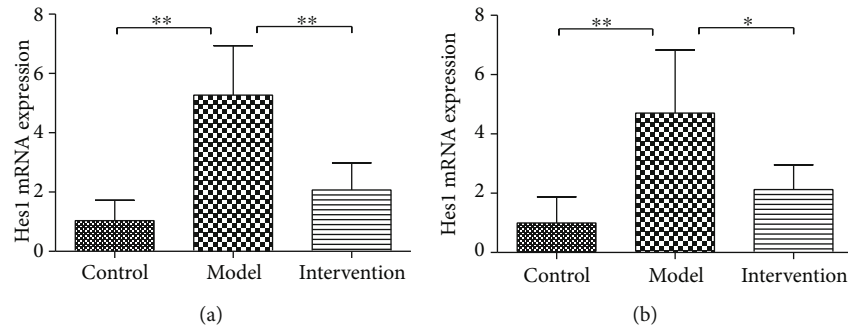 Hes1 mRNA expression
8
6
4
2
0
**
**
Control
Model
Intervention
(a)
Hes1 mRNA expression
8
6
4
2
0
**
*
Control
Model
Intervention
(b)